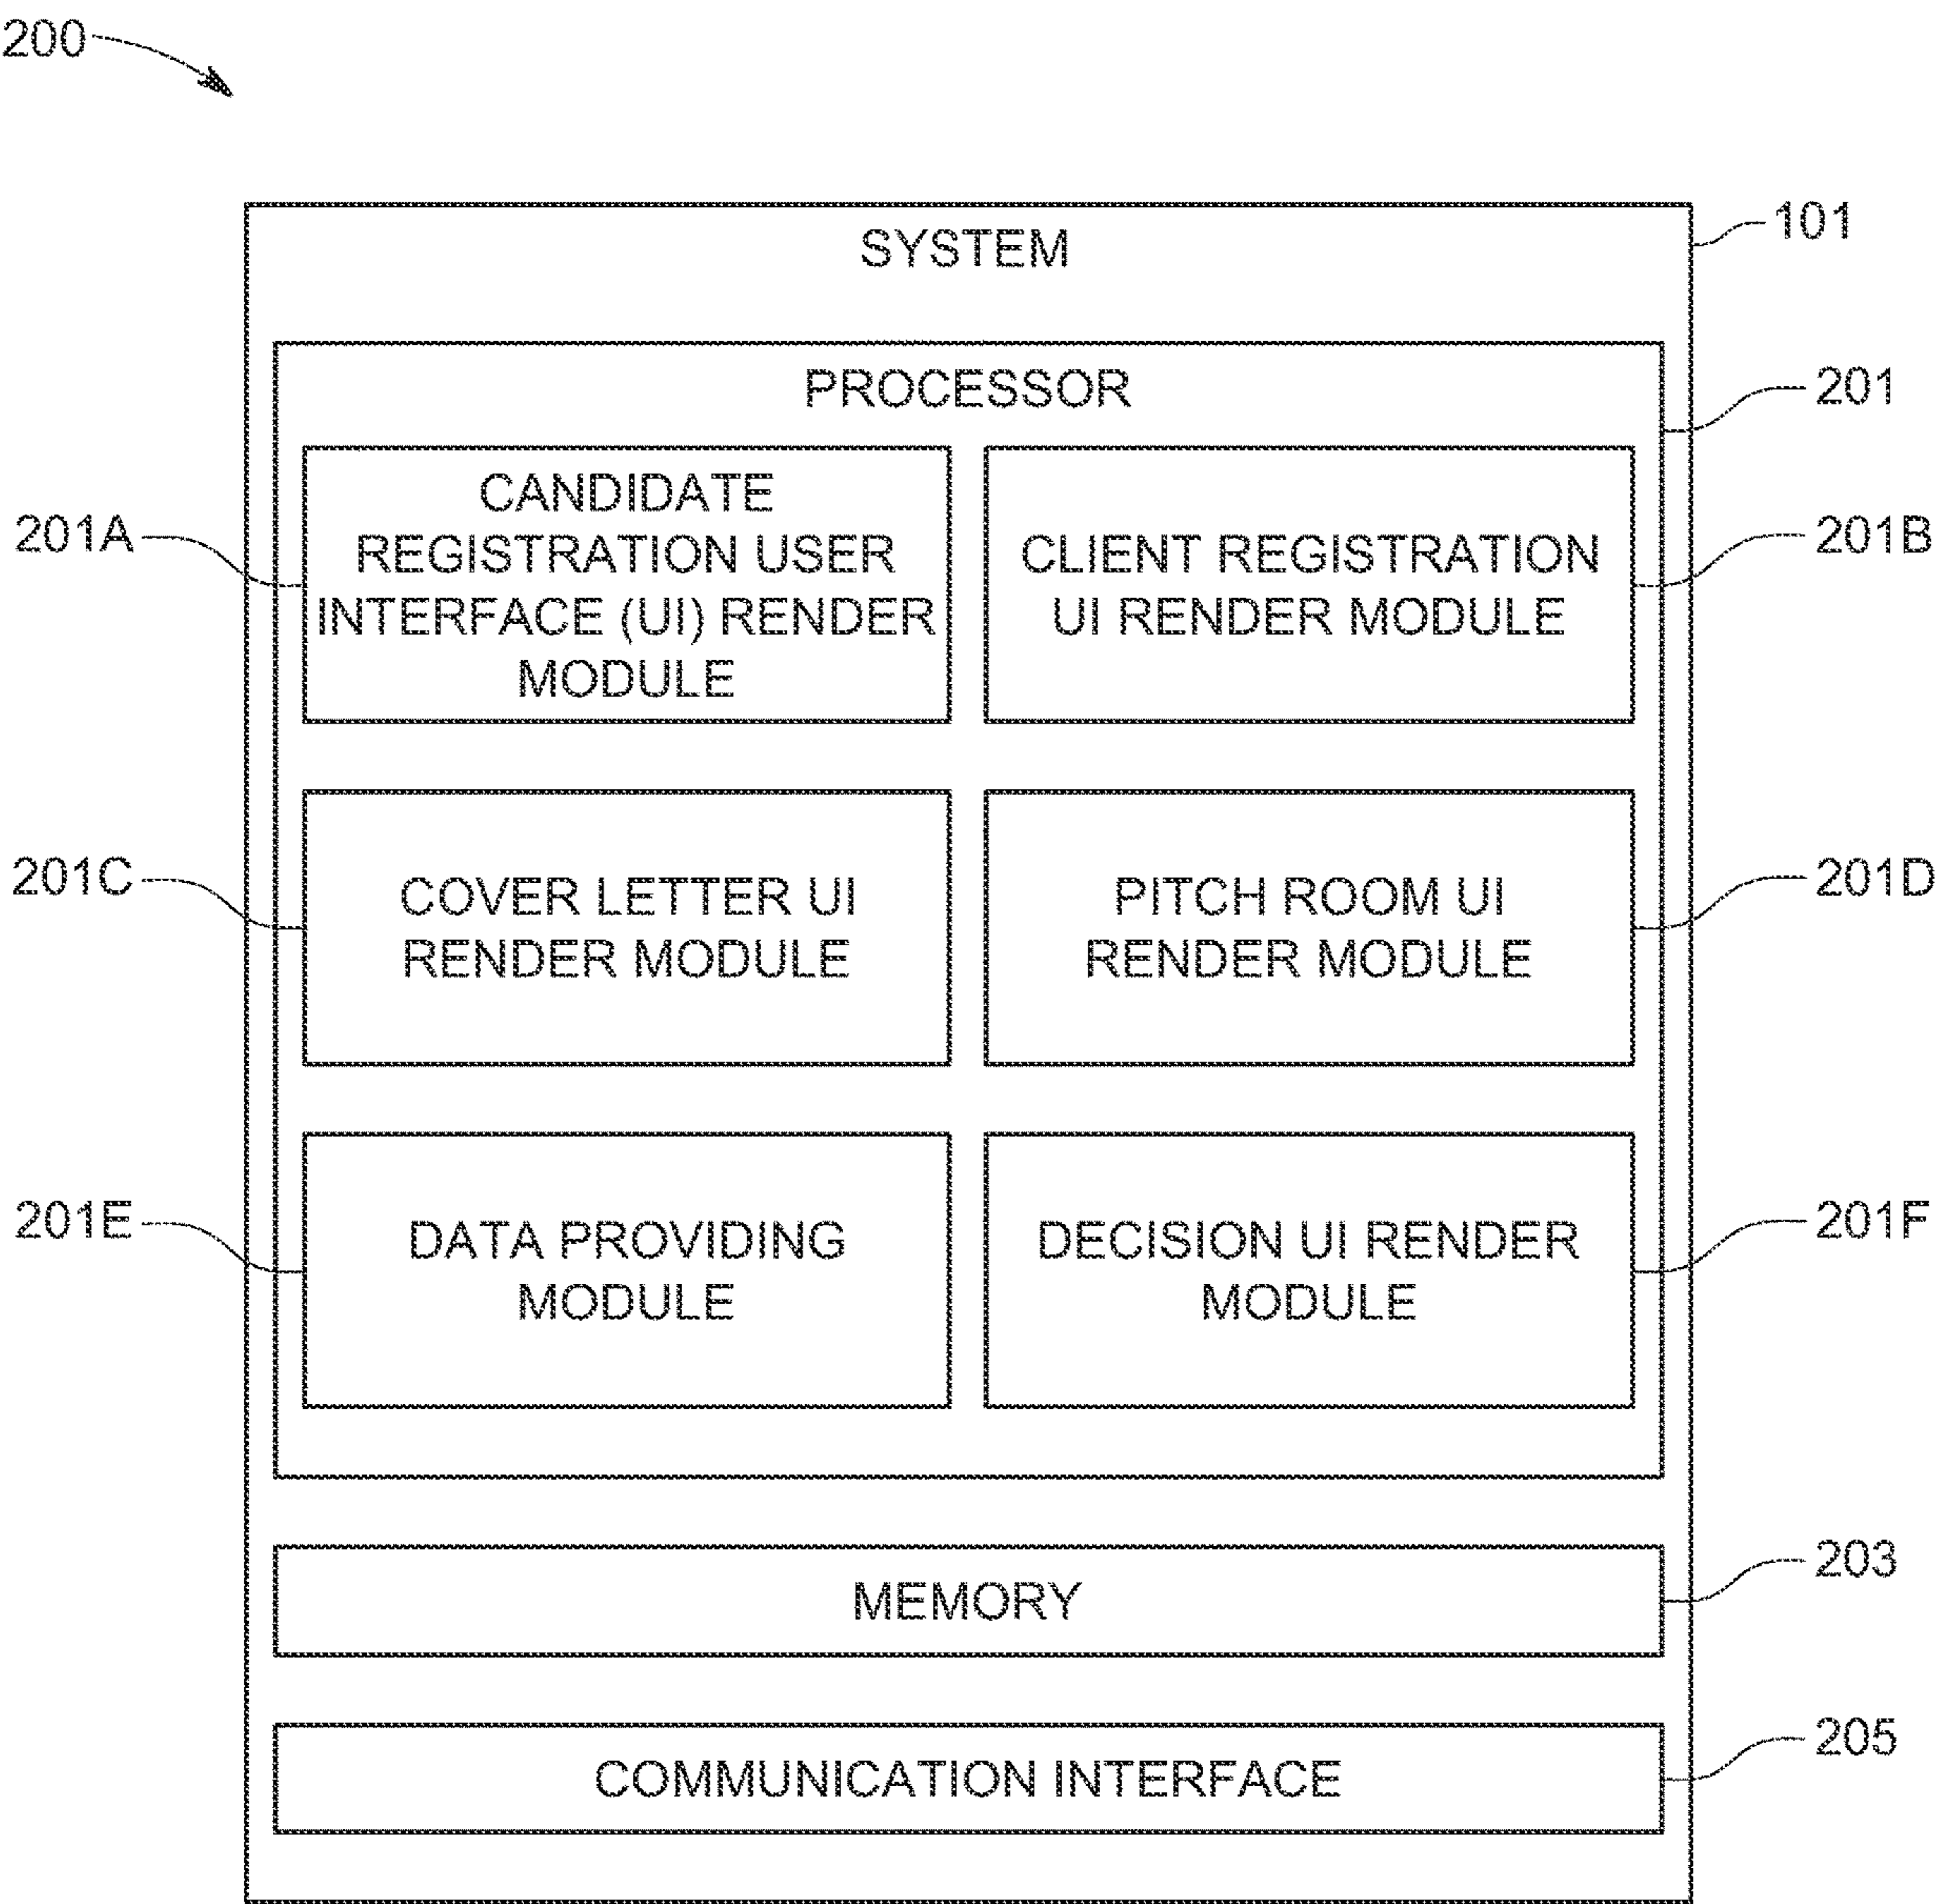 200
SYSTEM
101
PROCESSOR
201
CANDIDATE
REGISTRATION USER
INTERFACE (UI) RENDER
MODULE
201A
CLIENT REGISTRATION
UI RENDER MODULE
201B
COVER LETTER UI
RENDER MODULE
201C
PITCH ROOM UI
RENDER MODULE
201D
DATA PROVIDING
MODULE
201E
DECISION UI RENDER
MODULE
201F
MEMORY
203
COMMUNICATION INTERFACE
205